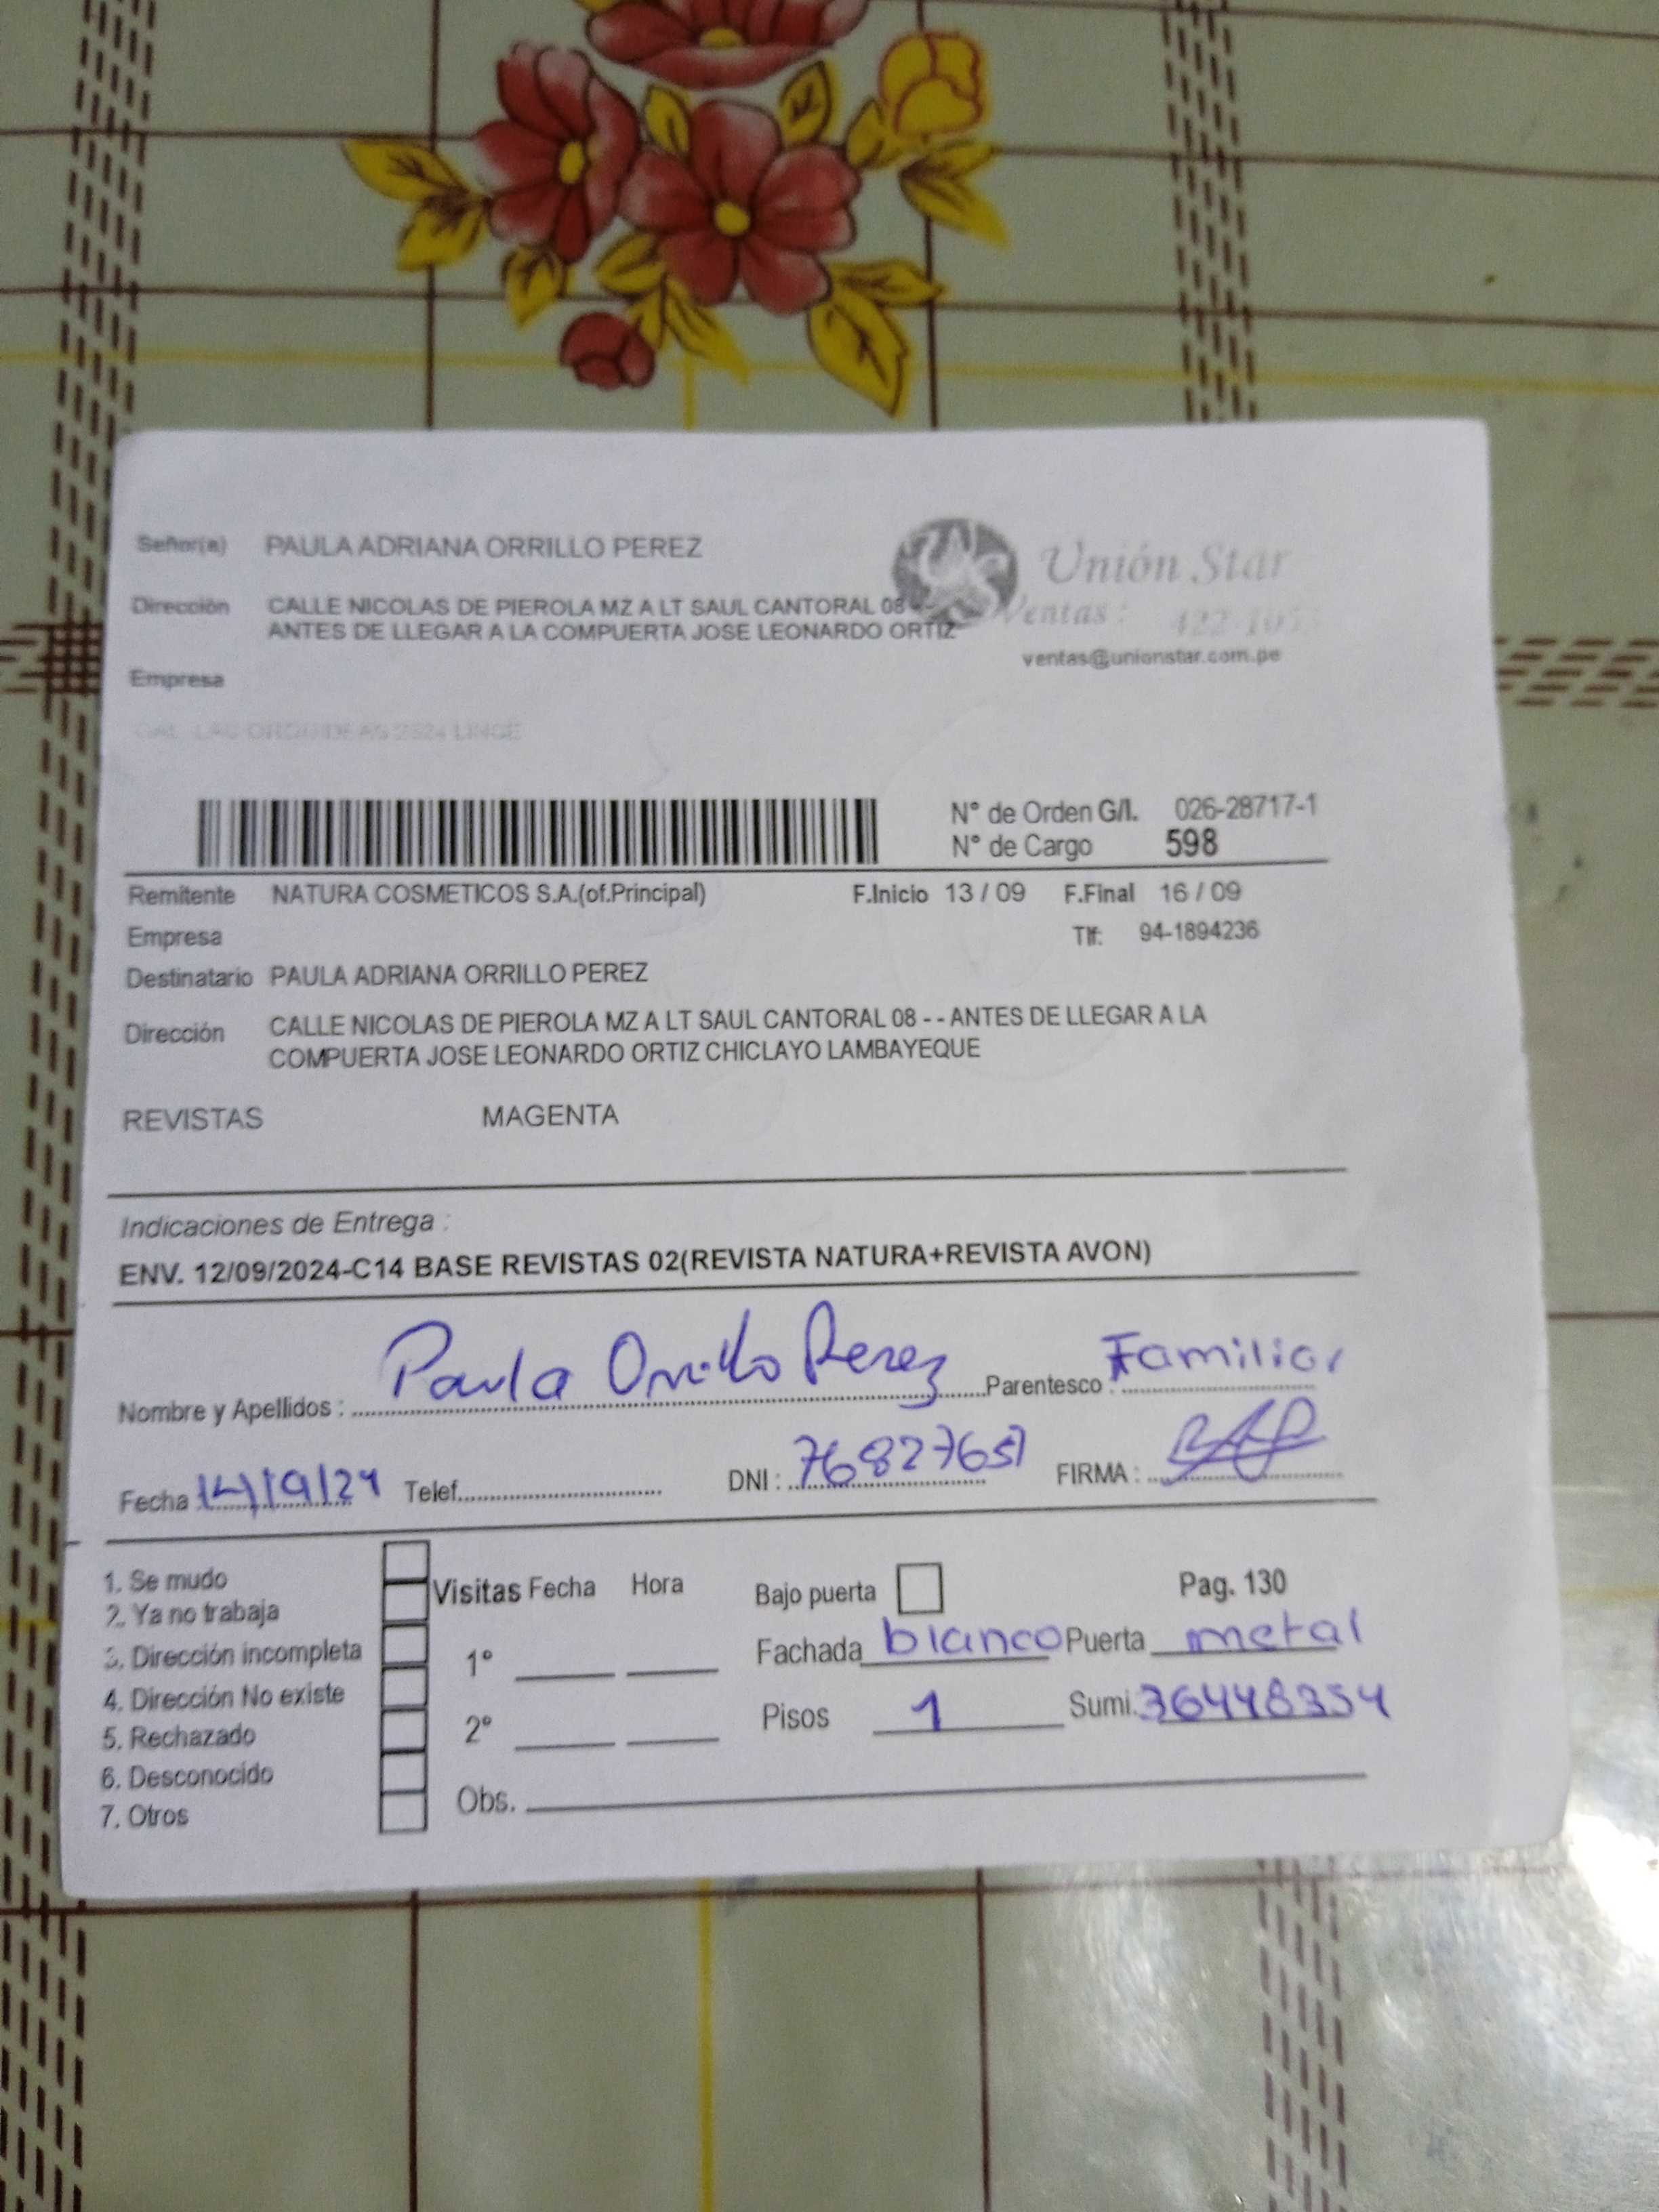 Señor(a) PAULA ADRIANA ORRILLO PEREZ
Unión Star
Dirección CALLE NICOLAS DE PIEROLA MZ A LT SAUL CANTORAL 08 -
ANTES DE LLEGAR A LA COMPUERTA JOSE LEONARDO ORTIZ
Ventas :
ventas@unionstar.com.pe
Empresa
N° de Orden G/I. 026-28717-1
N° de Cargo 598
Remitente NATURA COSMETICOS S.A.(of.Principal) F.Inicio 13 / 09 F.Final 16 / 09
Empresa Tlf: 94-1894236
Destinatario PAULA ADRIANA ORRILLO PEREZ
Dirección CALLE NICOLAS DE PIEROLA MZ A LT SAUL CANTORAL 08 - - ANTES DE LLEGAR A LA
COMPUERTA JOSE LEONARDO ORTIZ CHICLAYO LAMBAYEQUE
REVISTAS MAGENTA
Indicaciones de Entrega :
ENV. 12/09/2024-C14 BASE REVISTAS 02(REVISTA NATURA+REVISTA AVON)
Nombre y Apellidos : Paula Orrillo Perez Parentesco : Familiar
Fecha 14/9/24 Telef. DNI : 76827651 FIRMA :
1. Se mudo
2. Ya no trabaja
3. Dirección incompleta
4. Dirección No existe
5. Rechazado
6. Desconocido
7. Otros
Visitas Fecha Hora
1°
2°
Obs.
Bajo puerta Pag. 130
Fachada blanco Puerta metal
Pisos 1 Sumi. 36448354